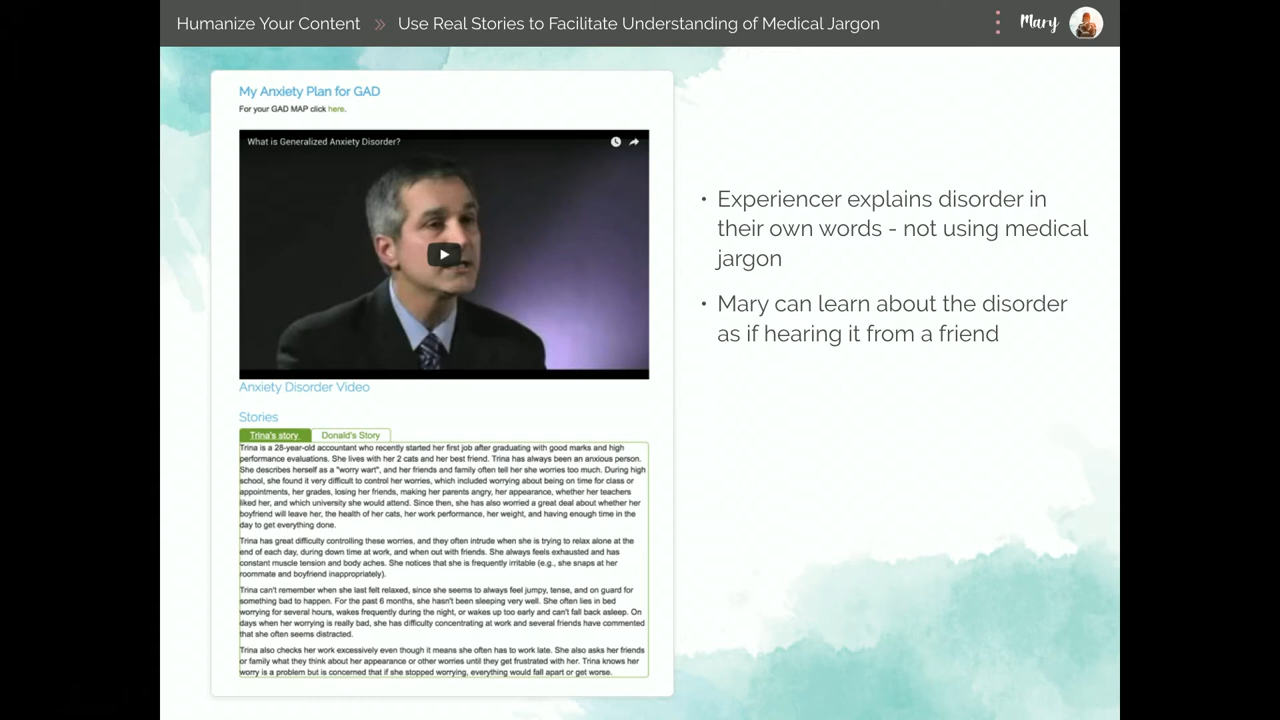 Humanize Your Content » Use Real Stories to Facilitate Understanding of Medical Jargon
Mary
My Anxiety Plan for GAD
For your GAD MAP click here.
What is Generalized Anxiety Disorder?
Anxiety Disorder Video
Stories
Trina's story Donald's Story
Trina is a 28-year-old accountant who recently started her first job after graduating with good marks and high
performance evaluations. She lives with her 2 cats and her best friend. Trina has always been an anxious person.
She describes herself as a "worry wart", and her friends and family often tell her she worries too much. During high
school, she found it very difficult to control her worries, which included worrying about being on time for class or
appointments, her grades, losing her friends, making her parents angry, her appearance, whether her teachers
liked her, and which university she would attend. Since then, she has also worried a great deal about whether her
boyfriend will leave her, the health of her cats, her work performance, her weight, and having enough time in the
day to get everything done.
Trina has great difficulty controlling these worries, and they often intrude when she is trying to relax alone at the
end of each day, during down time at work, and when out with friends. She always feels exhausted and has
constant muscle tension and body aches. She notices that she is frequently irritable (e.g., she snaps at her
roommate and boyfriend inappropriately).
Trina can't remember when she last felt relaxed, since she seems to always feel jumpy, tense, and on guard for
something bad to happen. For the past 6 months, she hasn't been sleeping very well. She often lies in bed
worrying for several hours, wakes frequently during the night, or wakes up too early and can't fall back asleep. On
days when her worrying is really bad, she has difficulty concentrating at work and several friends have commented
that she often seems distracted.
Trina also checks her work excessively even though it means she often has to work late. She also asks her friends
or family what they think about her appearance or other worries until they get frustrated with her. Trina knows her
worry is a problem but is concerned that if she stopped worrying, everything would fall apart or get worse.
• Experiencer explains disorder in
their own words - not using medical
jargon
• Mary can learn about the disorder
as if hearing it from a friend